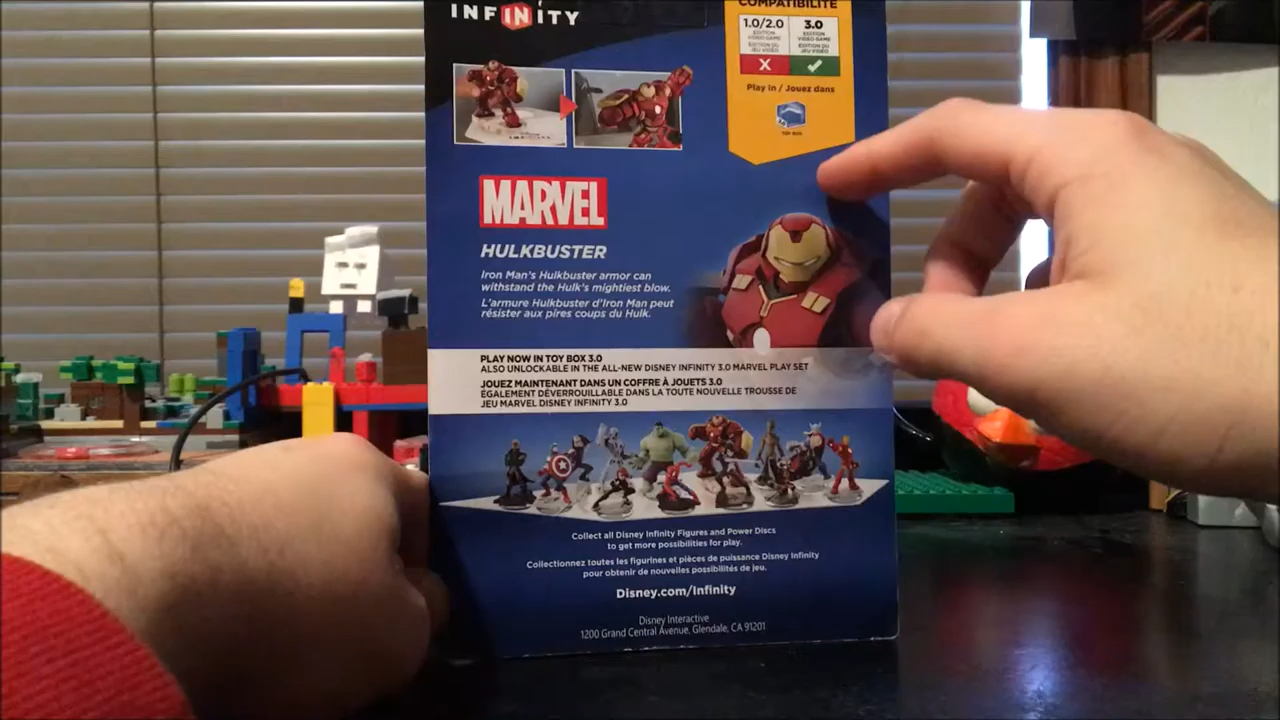 INFINITY
COMPATIBILITÉ
1.0/2.0
3.0
Play in / Jouez dans
TOY BOX
MARVEL
HULKBUSTER
Iron Man's Hulkbuster armor can
withstand the Hulk's mightiest blow.
L'armure Hulkbuster d'Iron Man peut
résister aux pires coups du Hulk.
PLAY NOW IN TOY BOX 3.0
ALSO UNLOCKABLE IN THE ALL-NEW DISNEY INFINITY 3.0 MARVEL PLAY SET
JOUEZ MAINTENANT DANS UN COFFRE À JOUETS 3.0
ÉGALEMENT DÉVERROUILLABLE DANS LA TOUTE NOUVELLE TROUSSE DE
JEU MARVEL DISNEY INFINITY 3.0
Collect all Disney Infinity Figures and Power Discs
to get more possibilities for play.
Collectionnez toutes les figurines et pièces de puissance Disney Infinity
pour obtenir de nouvelles possibilités de jeu.
Disney.com/Infinity
Disney Interactive
1200 Grand Central Avenue, Glendale, CA 91201